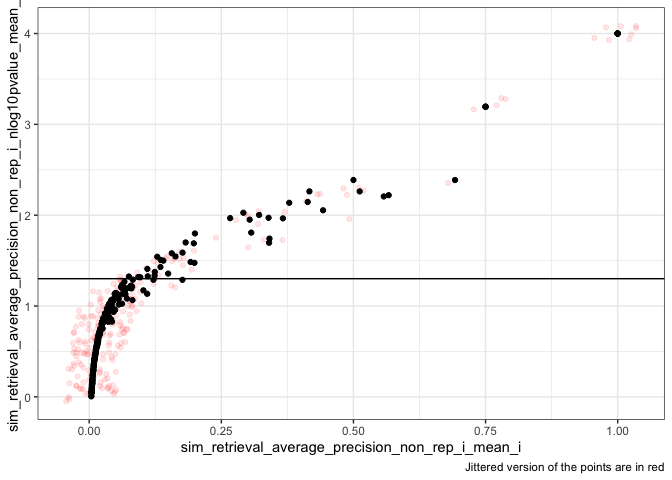 sim_retrieval_average_precision_non_rep_i_nlog10pvalue_mean_
4
3
2
1
0
0.00 0.25 0.50 0.75 1.00
sim_retrieval_average_precision_non_rep_i_mean_i
Jittered version of the points are in red